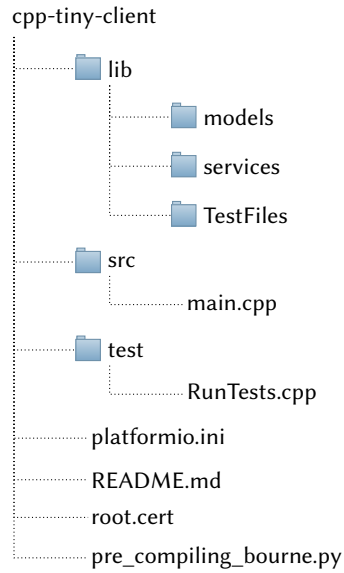 cpp-tiny-client
lib
models
services
TestFiles
src
main.cpp
test
RunTests.cpp
platformio.ini
README.md
root.cert
pre_compiling_bourne.py